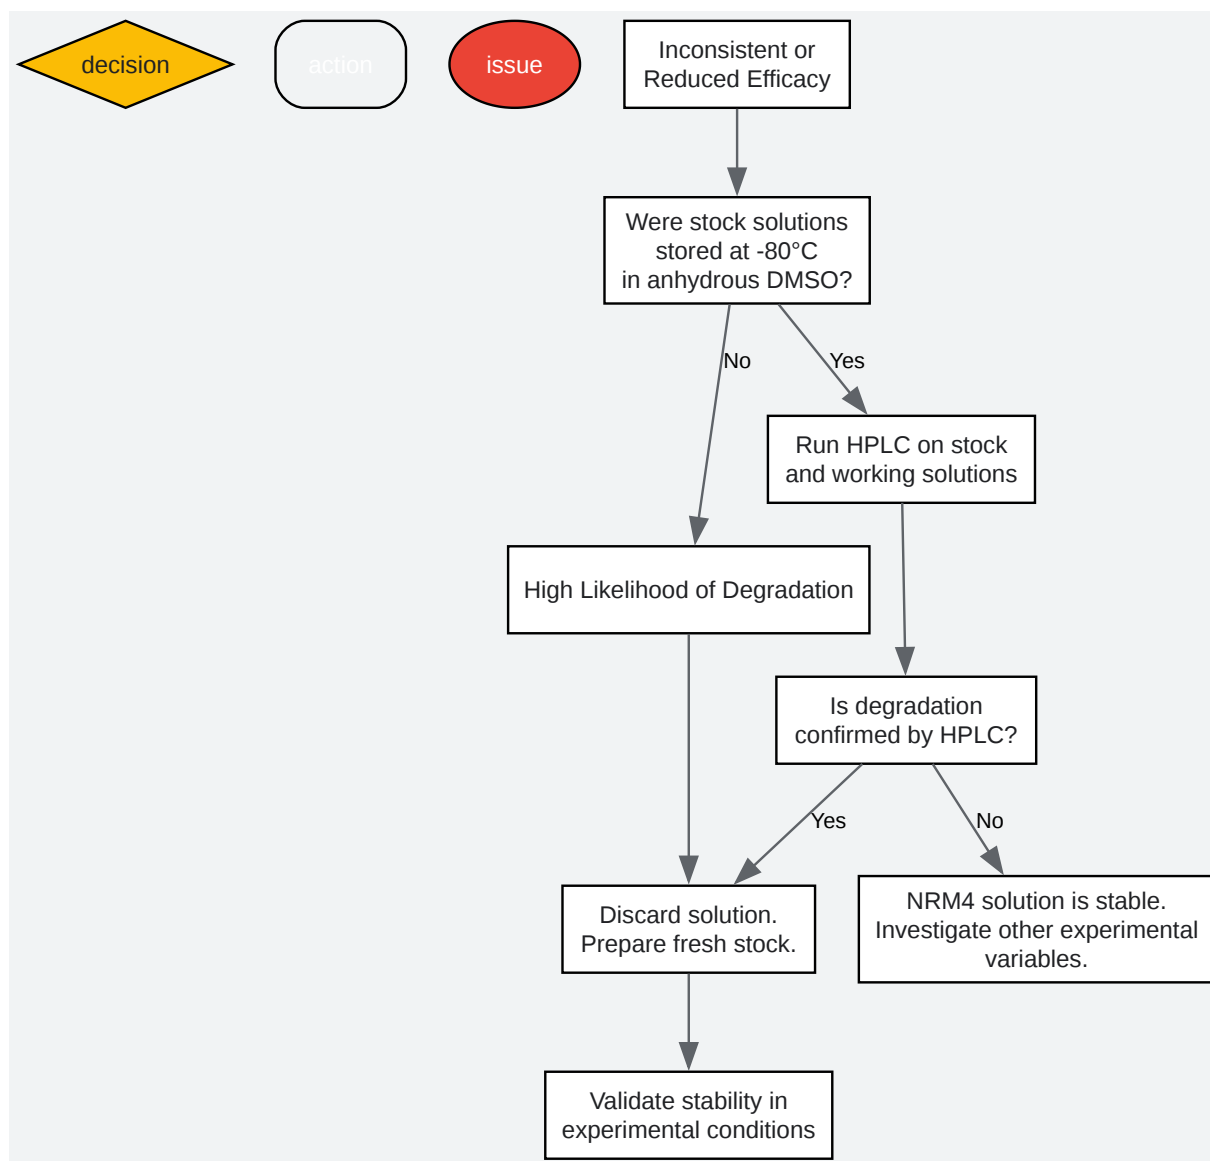 decision
action
issue
Inconsistent or
Reduced Efficacy
Were stock solutions
stored at -80°C
in anhydrous DMSO?
No
Yes
Run HPLC on stock
and working solutions
High Likelihood of Degradation
Is degradation
confirmed by HPLC?
Yes
No
Discard solution.
Prepare fresh stock.
NRM4 solution is stable.
Investigate other experimental
variables.
Validate stability in
experimental conditions